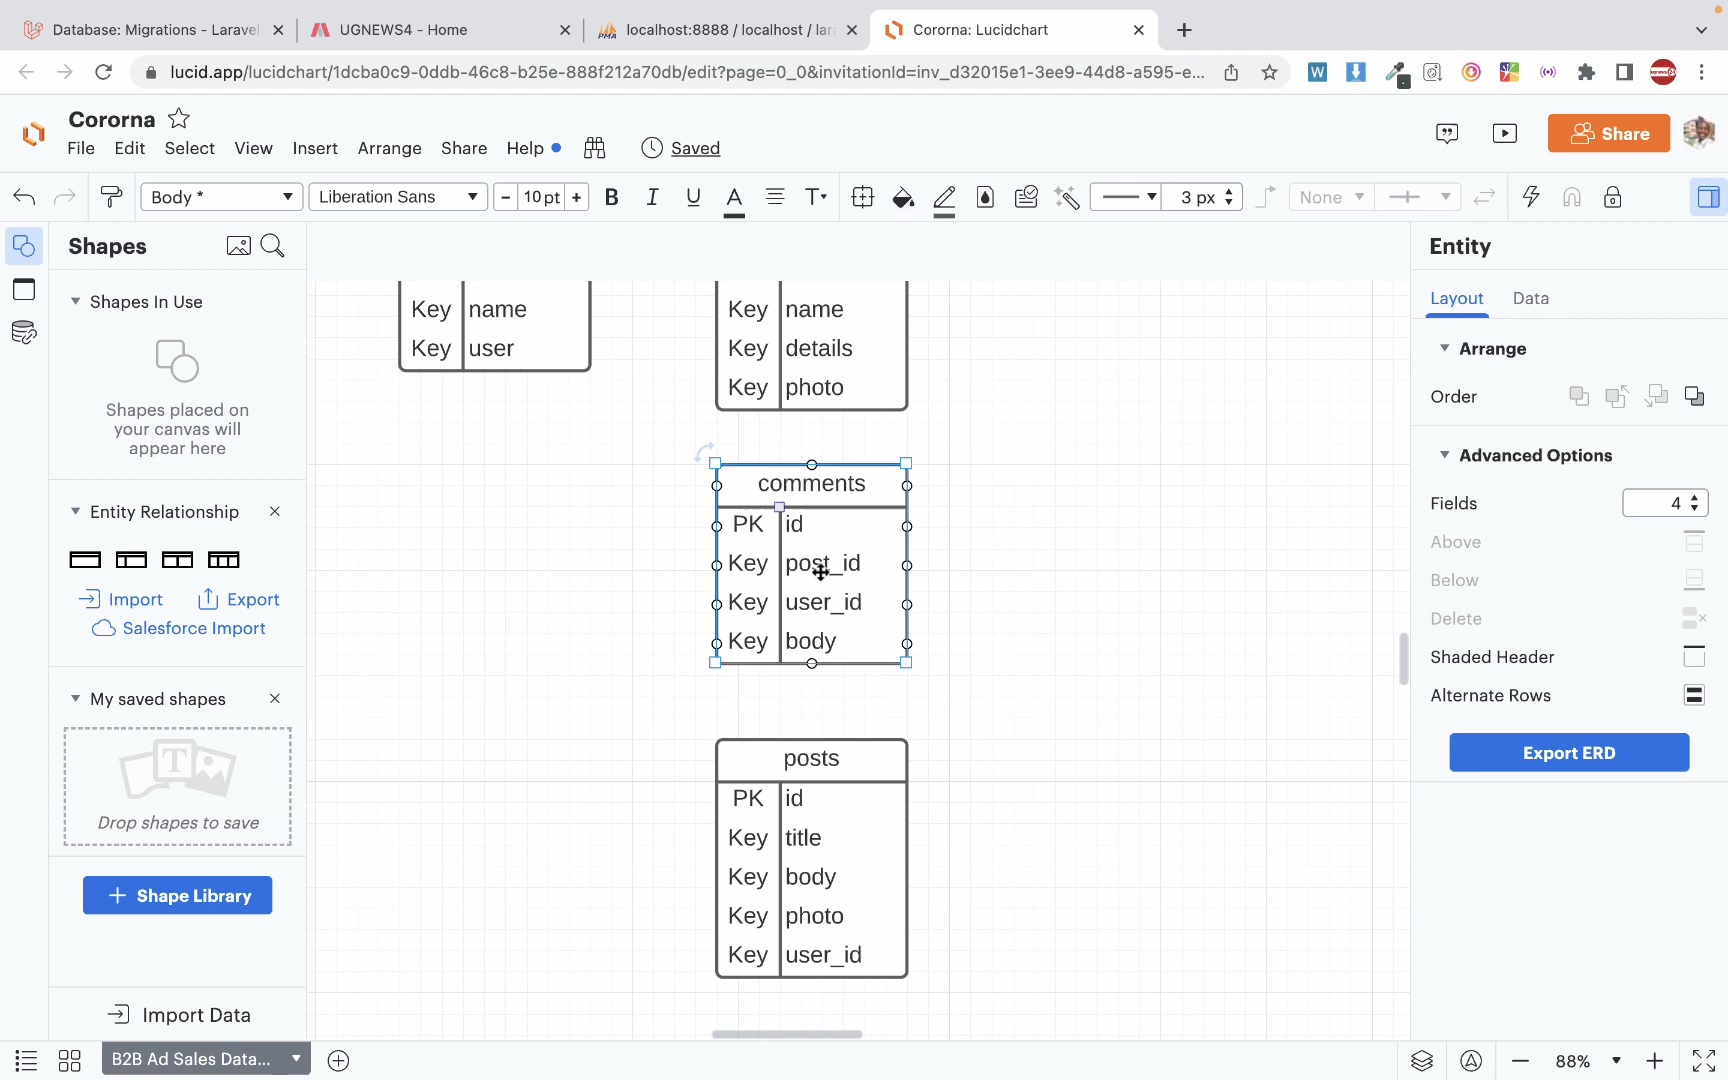 Database: Migrations - Laravel
UGNEWS4 - Home
localhost:8888 / localhost / lar
Cororna: Lucidchart
lucid.app/lucidchart/1dcba0c9-0ddb-46c8-b25e-888f212a70db/edit?page=0_0&invitationId=inv_d32015e1-3ee9-44d8-a595-e...
Cororna
File Edit Select View Insert Arrange Share Help Saved
Share
Body * Liberation Sans - 10 pt + B I U A T 3 px None
Shapes
Shapes In Use
Shapes placed on
your canvas will
appear here
Entity Relationship
Import Export
Salesforce Import
My saved shapes
T
Drop shapes to save
+ Shape Library
Import Data
Key name
Key user
Key name
Key details
Key photo
comments
PK id
Key post_id
Key user_id
Key body
posts
PK id
Key title
Key body
Key photo
Key user_id
Entity
Layout Data
Arrange
Order
Advanced Options
Fields 4
Above
Below
Delete
Shaded Header
Alternate Rows
Export ERD
B2B Ad Sales Data...
88%